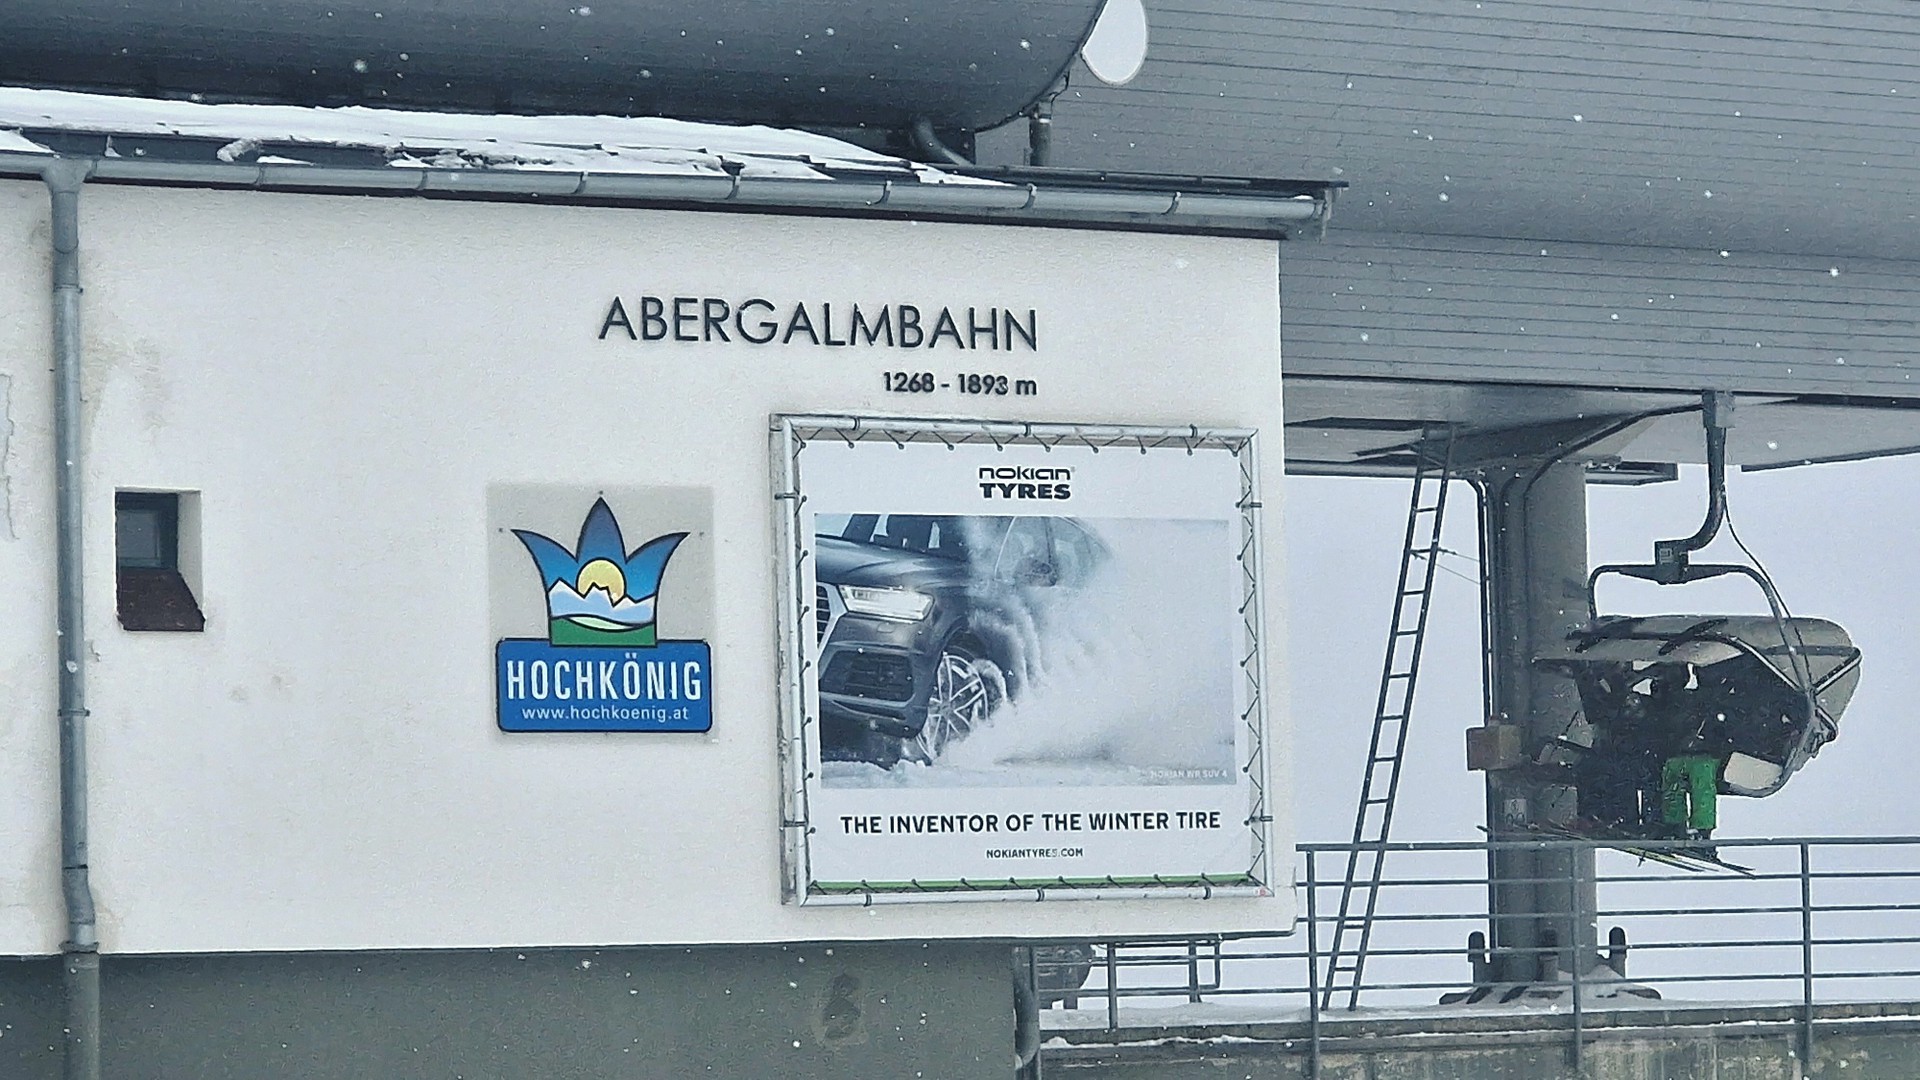 ABERGALMBAHN
1268 - 1893 m
HOCHKÖNIG
www.hochkoenig.at
nokian
TYRES
NOKIAN WR SUV 4
THE INVENTOR OF THE WINTER TIRE
NOKIANTYRES.COM